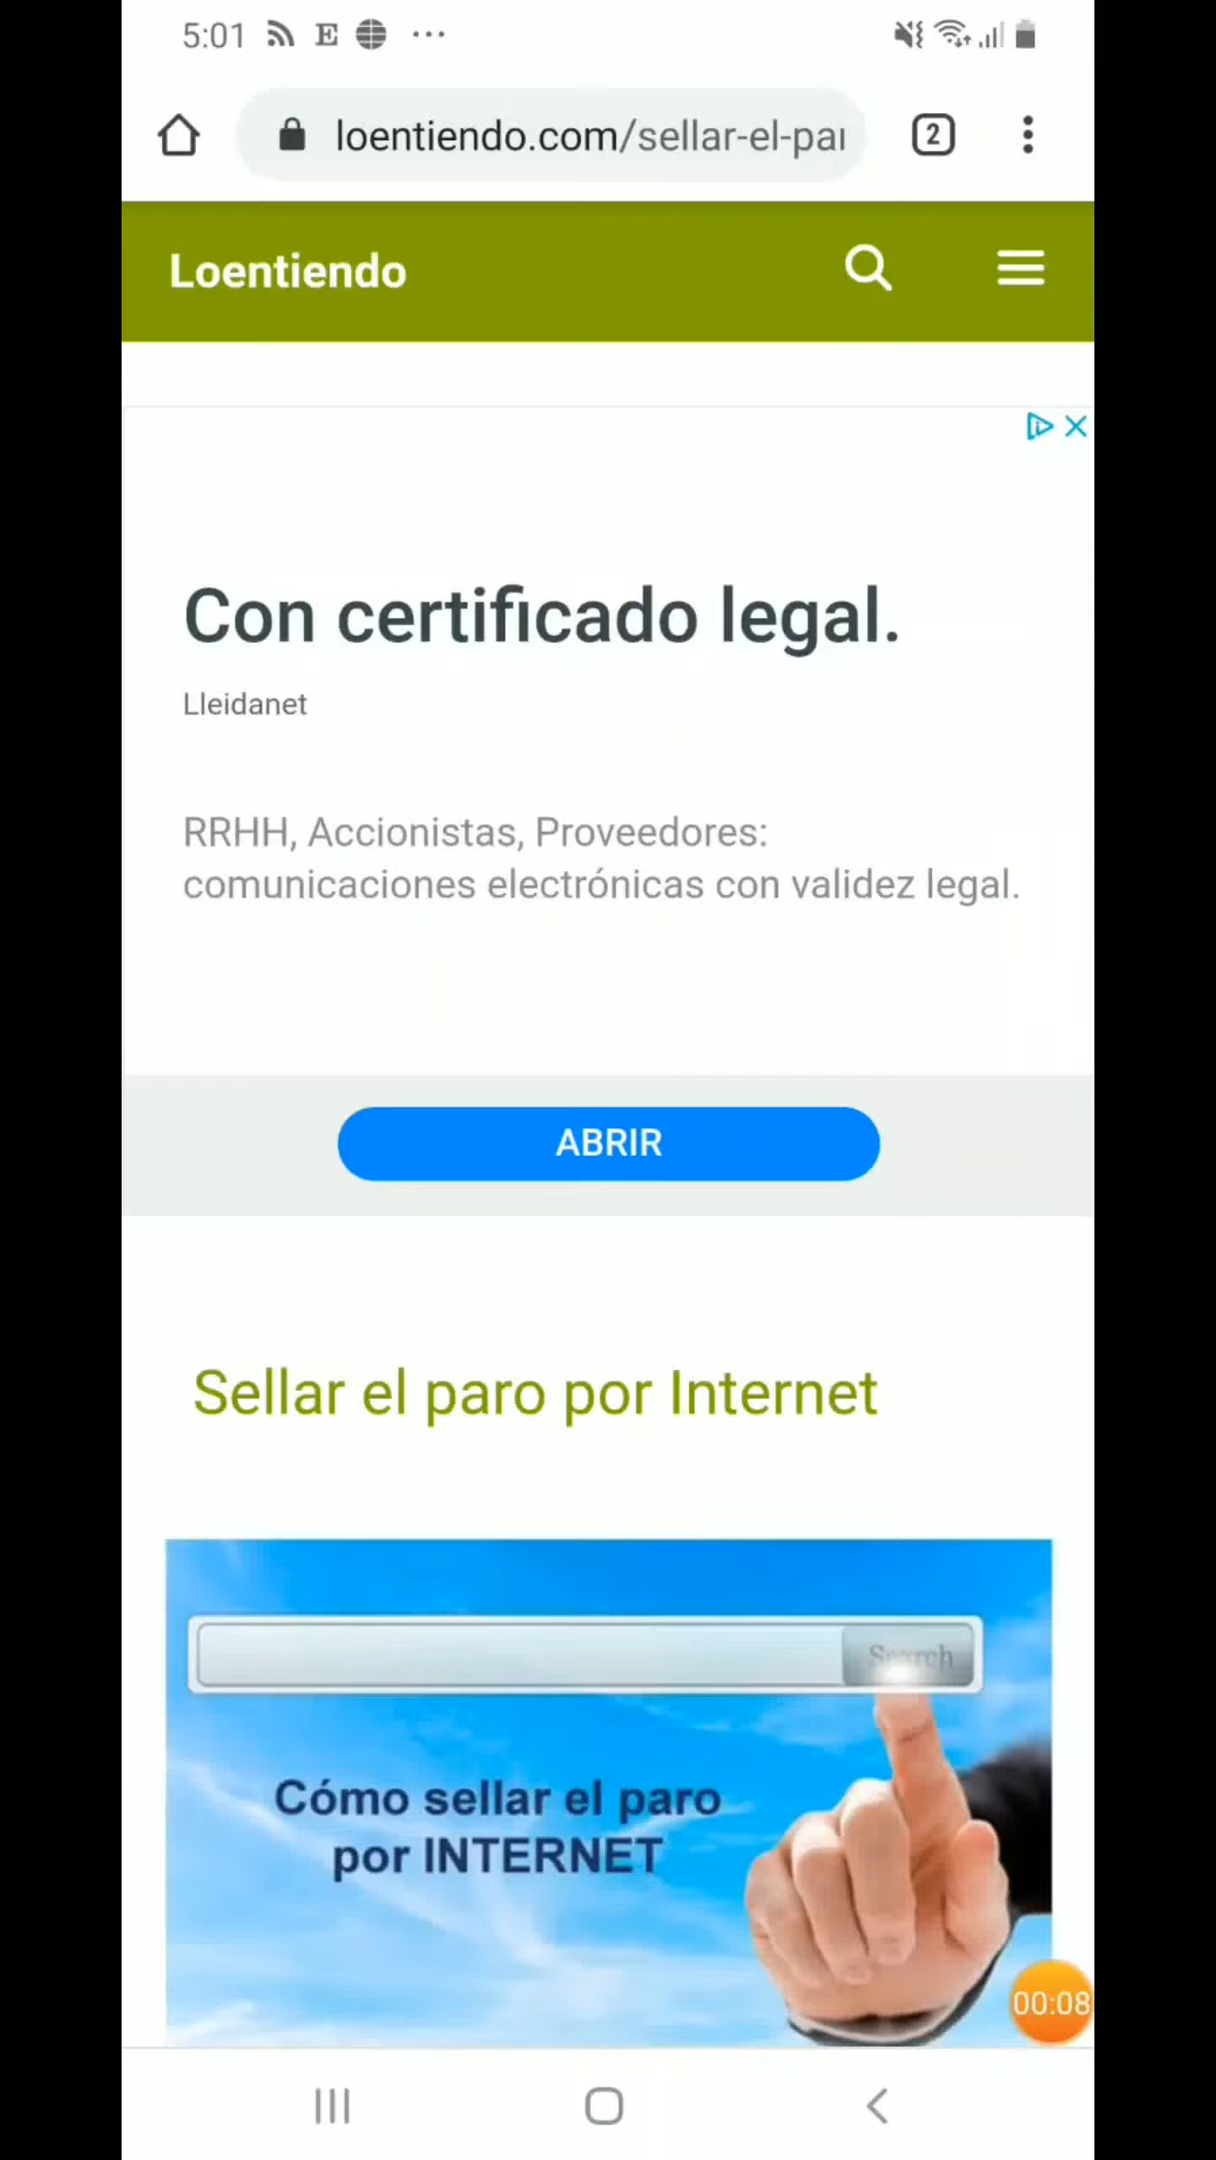 5:01 E
loentiendo.com/sellar-el-par
2
Loentiendo
Con certificado legal.
Lleidanet
RRHH, Accionistas, Proveedores:
comunicaciones electrónicas con validez legal.
ABRIR
Sellar el paro por Internet
Search
Cómo sellar el paro
por INTERNET
00:08